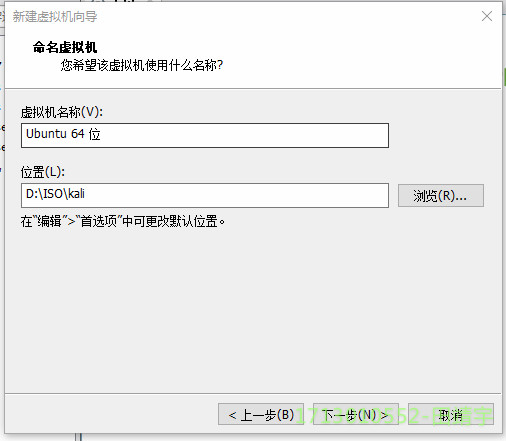 新建虚拟机向导
命名虚拟机
您希望该虚拟机使用什么名称?
虚拟机名称(V):
Ubuntu 64 位
位置(L):
D:\ISO\kali
浏览(R)...
在“编辑”>“首选项”中可更改默认位置。
< 上一步(B) 下一步(N) > 取消